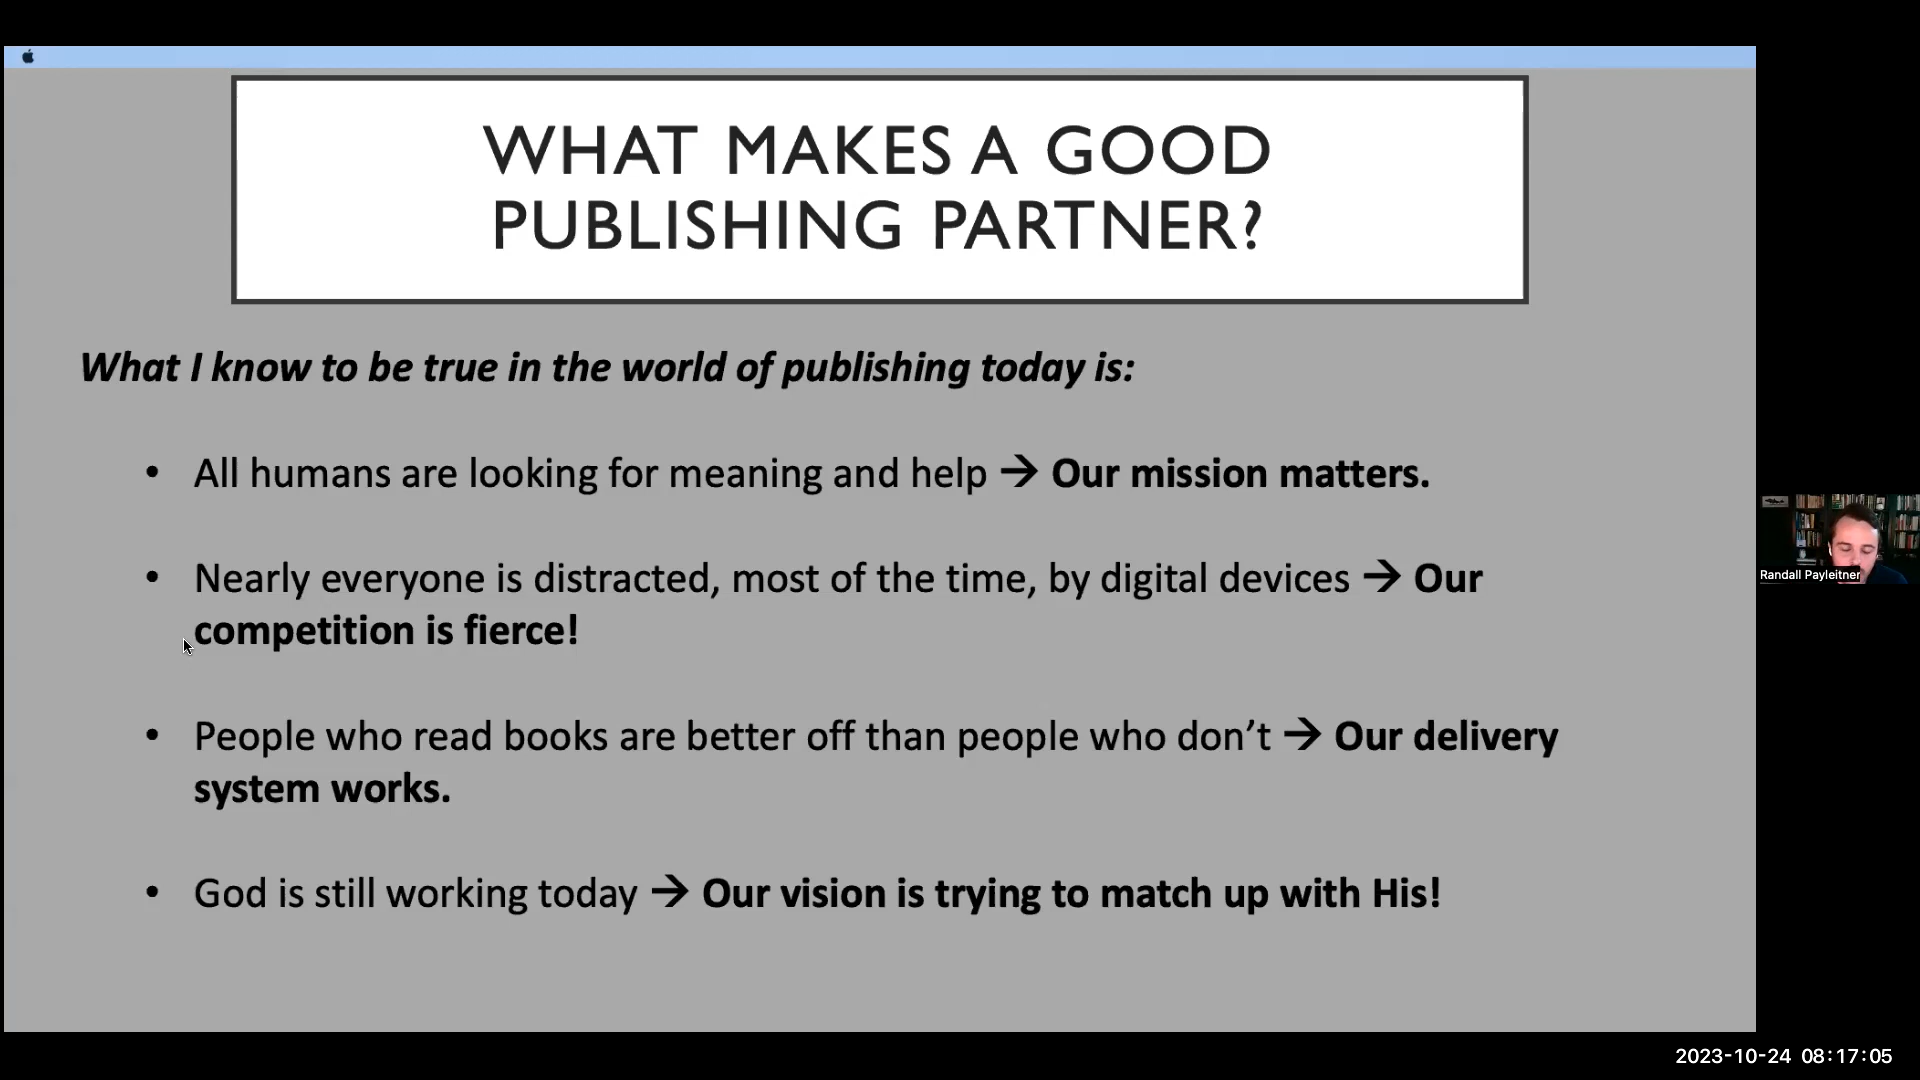 WHAT MAKES A GOOD
PUBLISHING PARTNER?
What I know to be true in the world of publishing today is:
• All humans are looking for meaning and help → Our mission matters.
• Nearly everyone is distracted, most of the time, by digital devices → Our
competition is fierce!
• People who read books are better off than people who don’t → Our delivery
system works.
• God is still working today → Our vision is trying to match up with His!
Randall Payleitner
2023-10-24 08:17:05